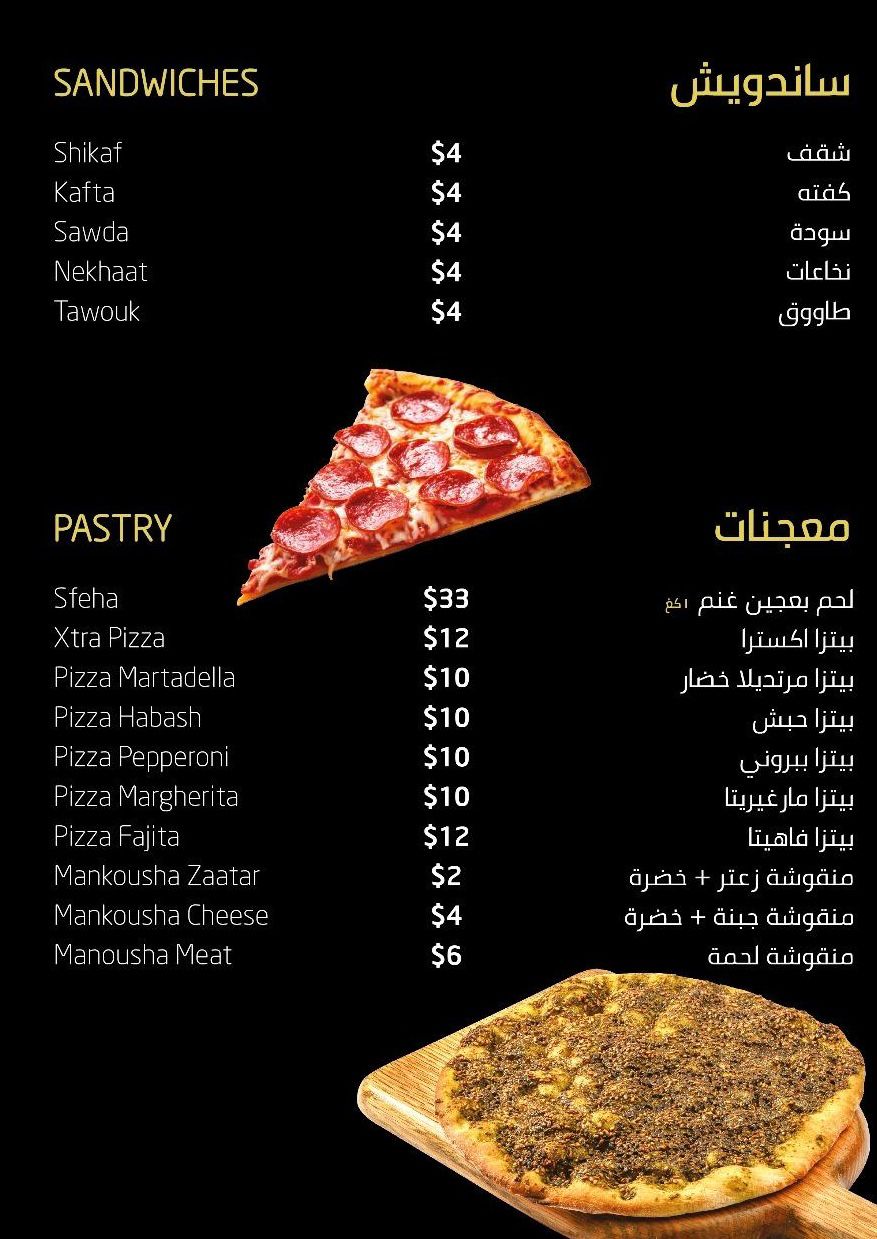 SANDWICHES ساندويش
Shikaf $4 شقف
Kafta $4 كفته
Sawda $4 سودة
Nekhaat $4 نخاعات
Tawouk $4 طاووق
PASTRY معجنات
Sfeha $33 لحم بعجين غنم ١ كغ
Xtra Pizza $12 بيتزا اكسترا
Pizza Martadella $10 بيتزا مرتديلا خضار
Pizza Habash $10 بيتزا حبش
Pizza Pepperoni $10 بيتزا ببروني
Pizza Margherita $10 بيتزا مارغيريتا
Pizza Fajita $12 بيتزا فاهيتا
Mankousha Zaatar $2 منقوشة زعتر + خضرة
Mankousha Cheese $4 منقوشة جبنة + خضرة
Manousha Meat $6 منقوشة لحمة